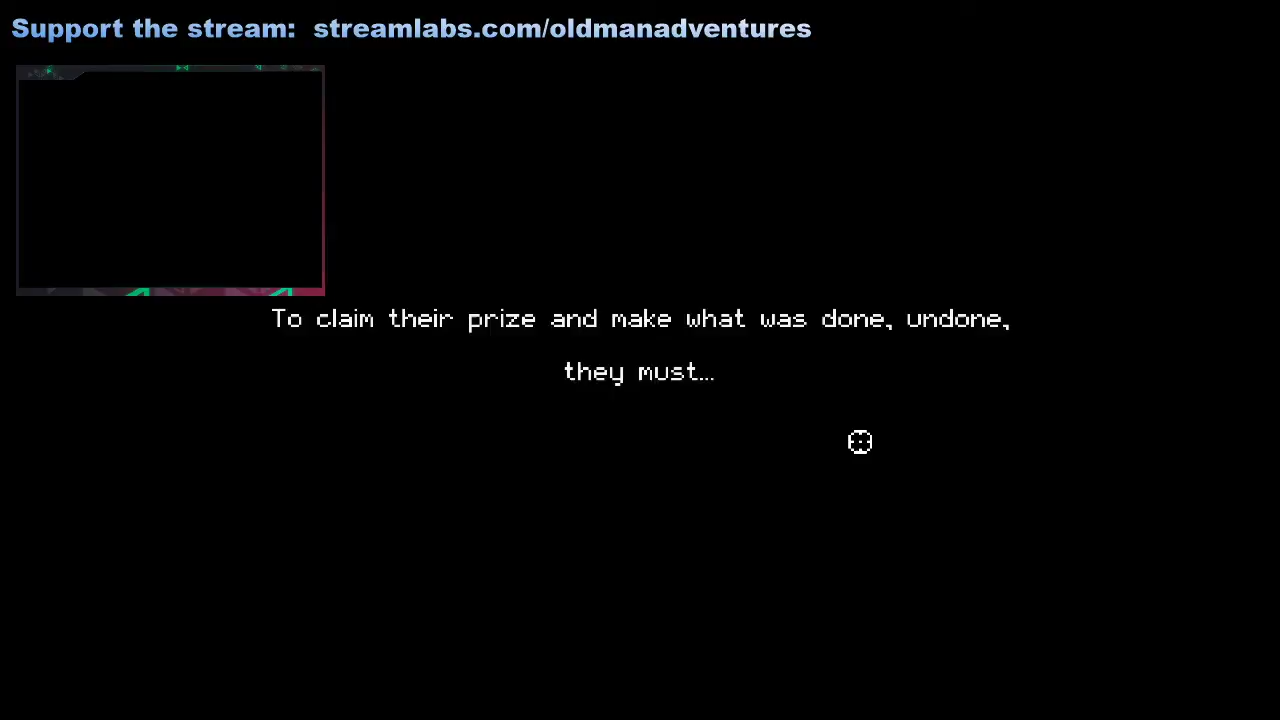 Support the stream: streamlabs.com/oldmanadventures
To claim their prize and make what was done, undone,
they must...